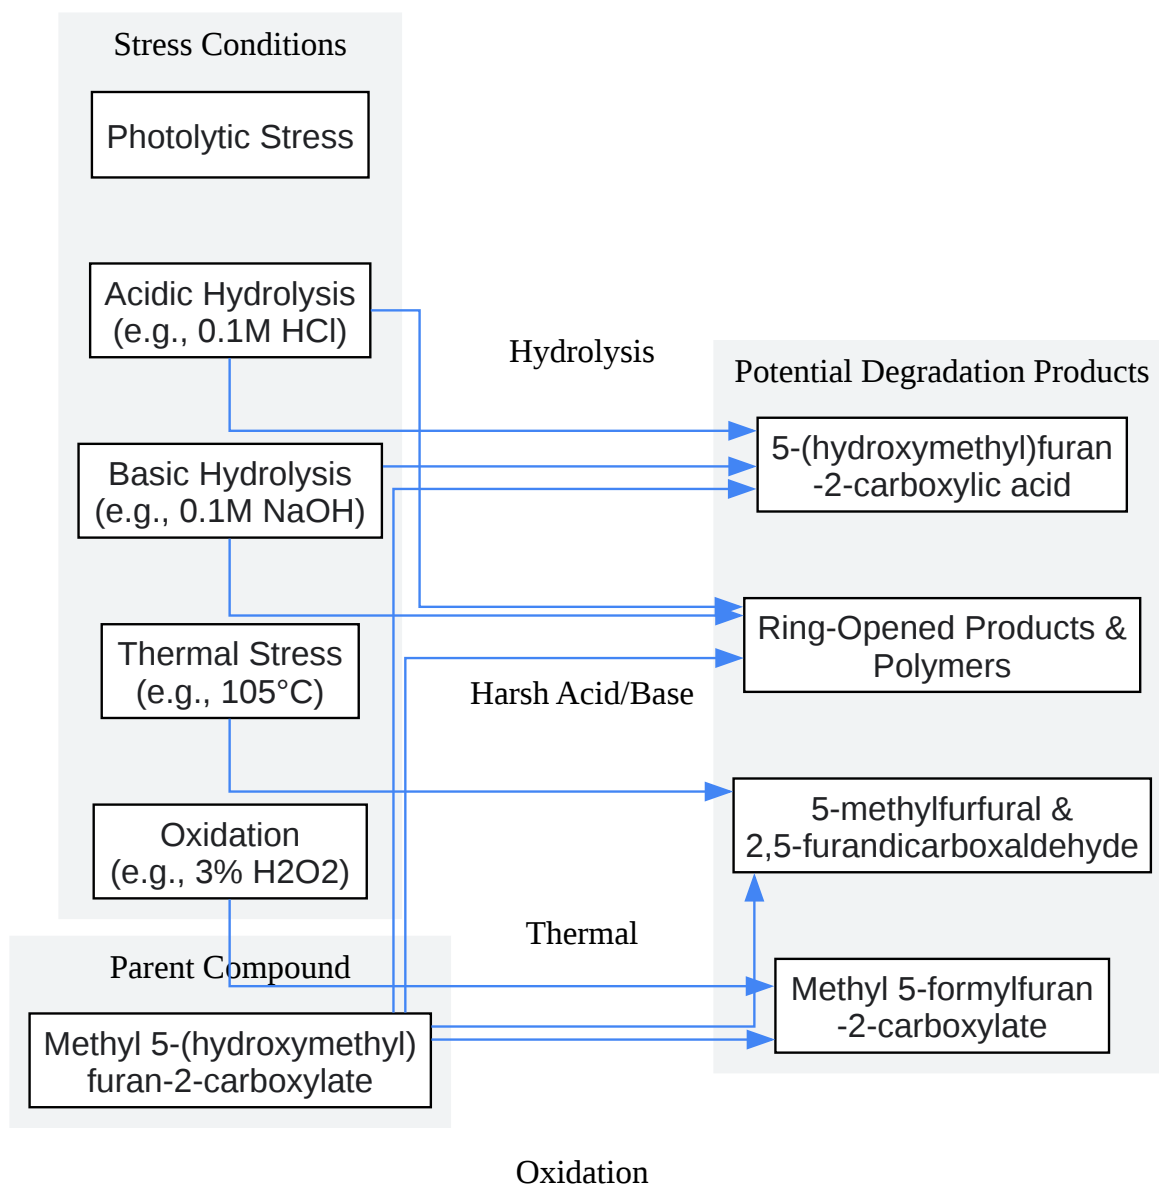 Stress Conditions
Photolytic Stress
Acidic Hydrolysis
(e.g., 0.1M HCl)
Basic Hydrolysis
(e.g., 0.1M NaOH)
Thermal Stress
(e.g., 105°C)
Oxidation
(e.g., 3% H2O2)
Parent Compound
Methyl 5-(hydroxymethyl)
furan-2-carboxylate
Hydrolysis
Harsh Acid/Base
Thermal
Oxidation
Potential Degradation Products
5-(hydroxymethyl)furan
-2-carboxylic acid
Ring-Opened Products &
Polymers
5-methylfurfural &
2,5-furandicarboxaldehyde
Methyl 5-formylfuran
-2-carboxylate